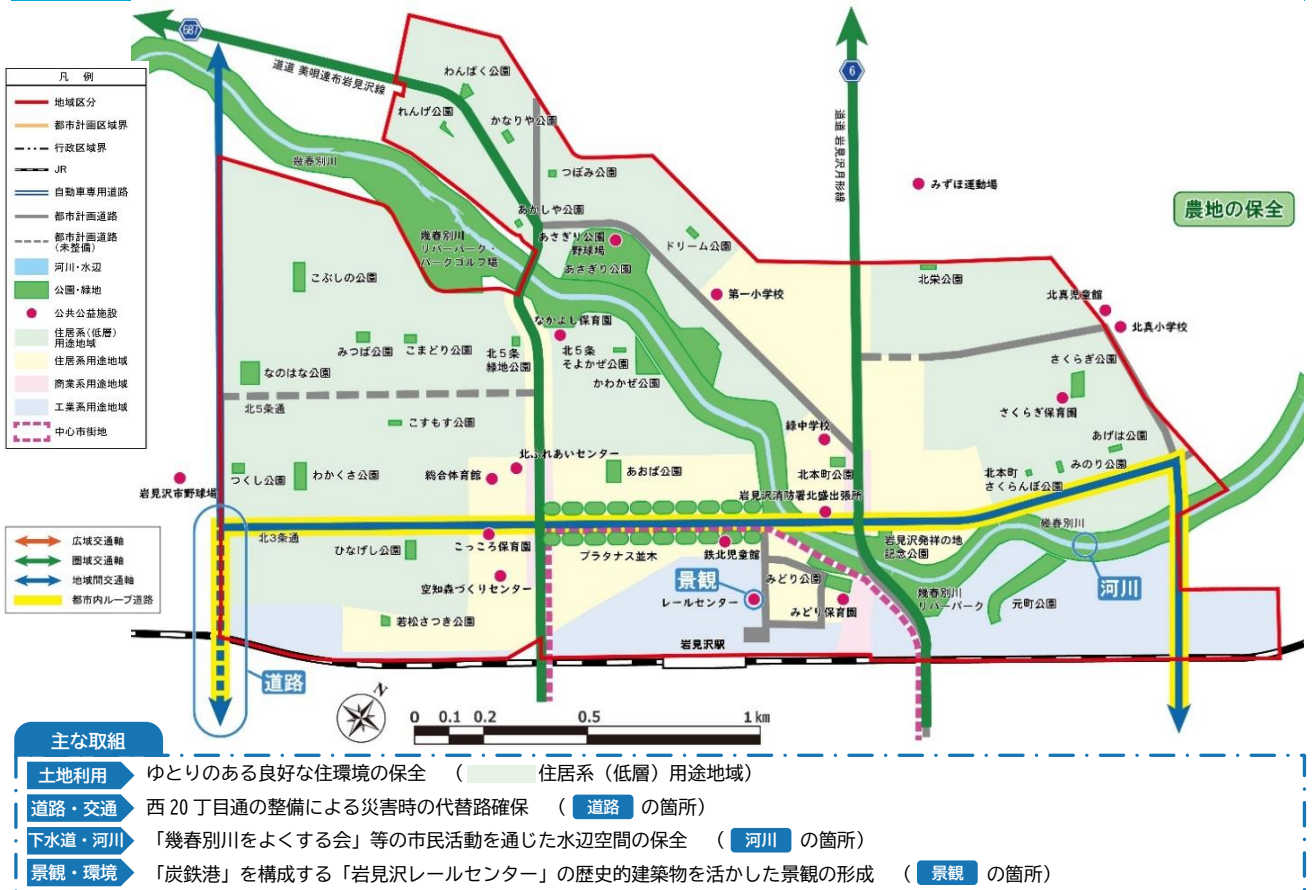 687
道道 美唄達布岩見沢線
6
道道 岩見沢月形線
凡 例
地域区分
都市計画区域界
行政区域界
JR
自動車専用道路
都市計画道路
都市計画道路
(未整備)
河川・水辺
公園・緑地
公共公益施設
住居系(低層)
用途地域
住居系用途地域
商業系用途地域
工業系用途地域
中心市街地
広域交通軸
圏域交通軸
地域間交通軸
都市内ループ道路
わんぱく公園
れんげ公園
かなりや公園
つぼみ公園
幾春別川
あかしや公園
幾春別川
リバーパーク・
パークゴルフ場
あさぎり公園
野球場
あさぎり公園
ドリーム公園
みずほ運動場
農地の保全
こぶしの公園
第一小学校
北栄公園
北真児童館
北真小学校
なかよし保育園
みつば公園
こまどり公園
北5条
緑地公園
北5条
そよかぜ公園
かわかぜ公園
なのはな公園
さくらぎ公園
さくらぎ保育園
北5条通
こすもす公園
緑中学校
あげは公園
北ふれあいセンター
総合体育館
あおば公園
北本町公園
北本町
さくらんぼ公園
みのり公園
つくし公園
わかくさ公園
岩見沢市野球場
岩見沢消防署北盛出張所
北3条通
ひなげし公園
こっころ保育園
プラタナス並木
鉄北児童館
岩見沢発祥の地
記念公園
幾春別川
空知森づくりセンター
景観
レールセンター
みどり公園
みどり保育園
幾春別川
リバーパーク
元町公園
河川
若松さつき公園
岩見沢駅
道路
N
0 0.1 0.2 0.5 1 km
主な取組
土地利用 ゆとりのある良好な住環境の保全 ( 住居系(低層)用途地域)
道路・交通 西20丁目通の整備による災害時の代替路確保 ( 道路 の箇所)
下水道・河川 「幾春別川をよくする会」等の市民活動を通じた水辺空間の保全 ( 河川 の箇所)
景観・環境 「炭鉄港」を構成する「岩見沢レールセンター」の歴史的建築物を活かした景観の形成 ( 景観 の箇所)